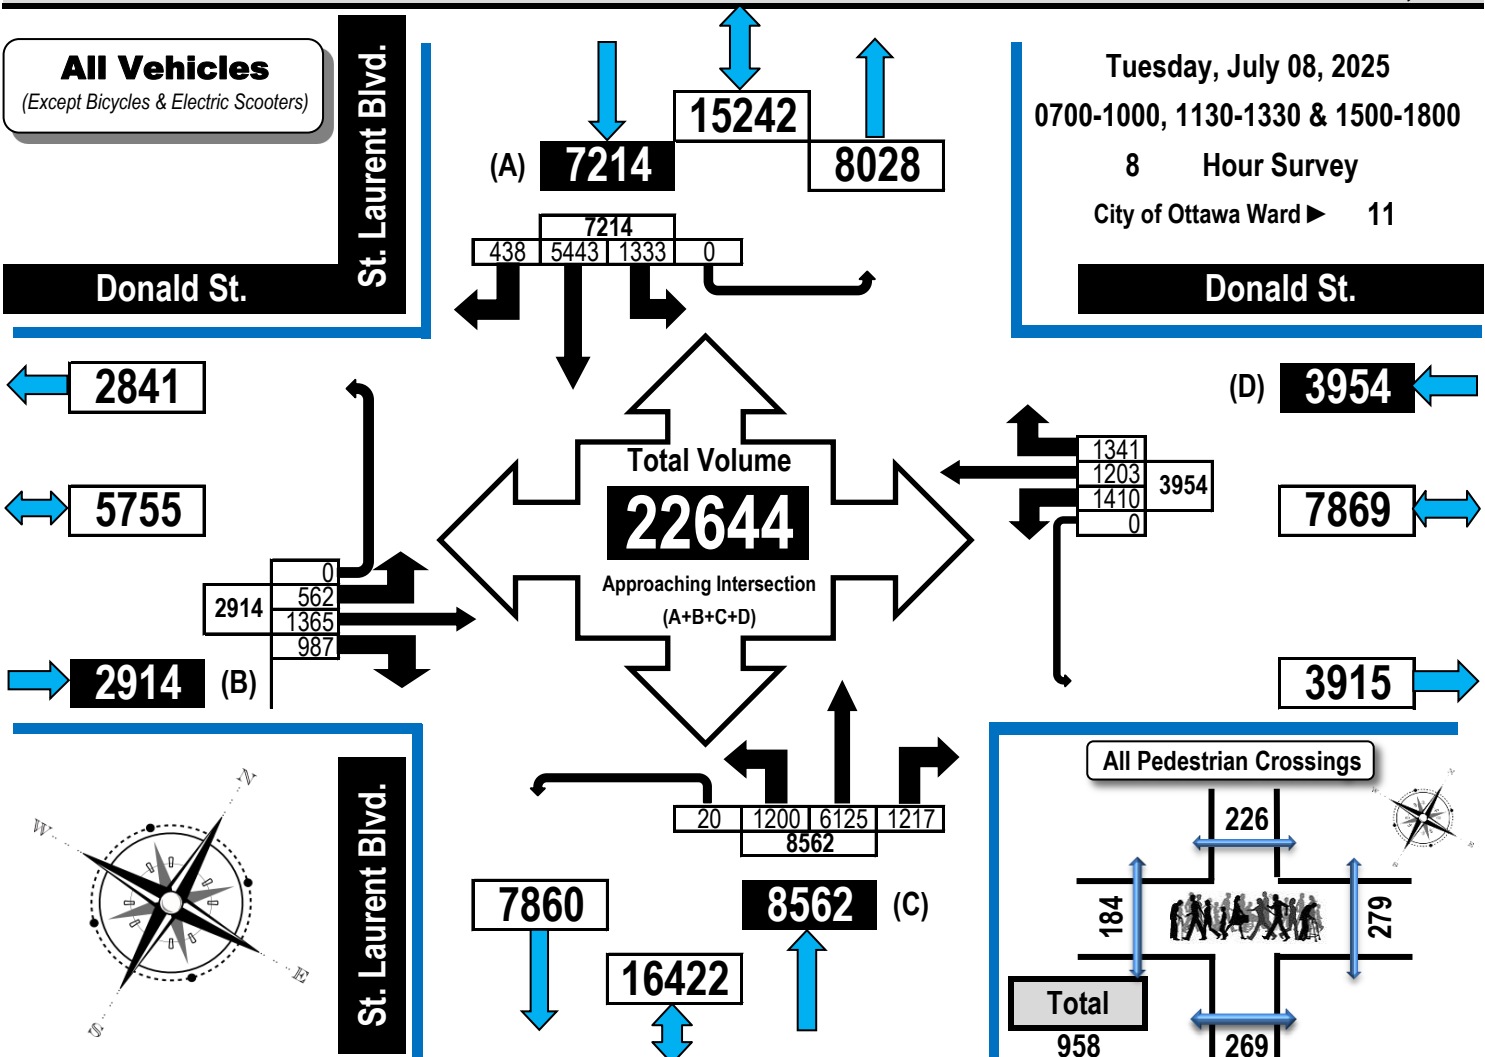 All Vehicles
(Except Bicycles & Electric Scooters)
St. Laurent Blvd.
Donald St.
15242
(A) 7214
8028
7214
438 5443 1333 0
Tuesday, July 08, 2025
0700-1000, 1130-1330 & 1500-1800
8 Hour Survey
City of Ottawa Ward ► 11
Donald St.
2841
5755
0
562
1365
987
2914
2914 (B)
Total Volume
22644
Approaching Intersection
(A+B+C+D)
(D) 3954
1341
1203
1410
0
3954
7869
3915
20 1200 6125 1217
8562
7860
8562 (C)
16422
St. Laurent Blvd.
N
W
E
S
All Pedestrian Crossings
226
184
279
Total
958
269
N
W
E
S